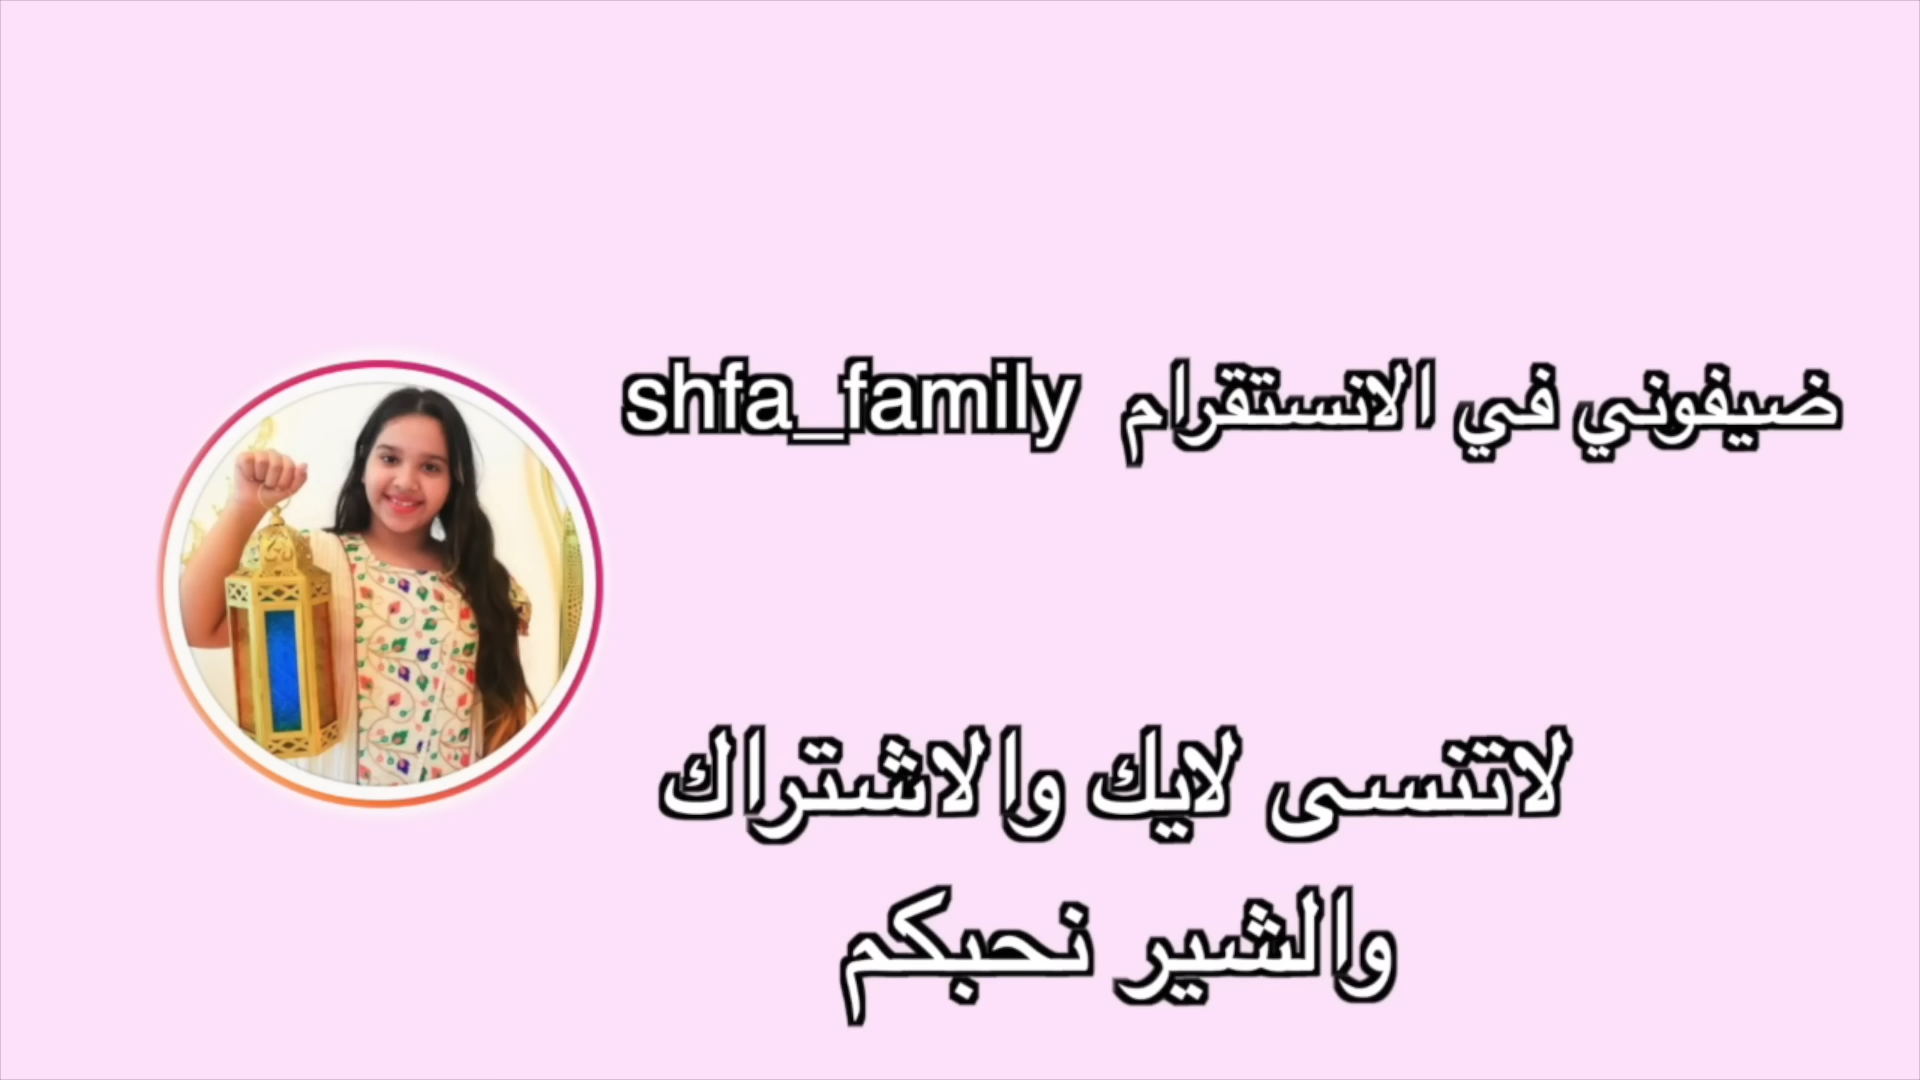 ضيفوني في الانستقرام shfa_family
لاتنسى لايك والاشتراك
والشير نحبكم